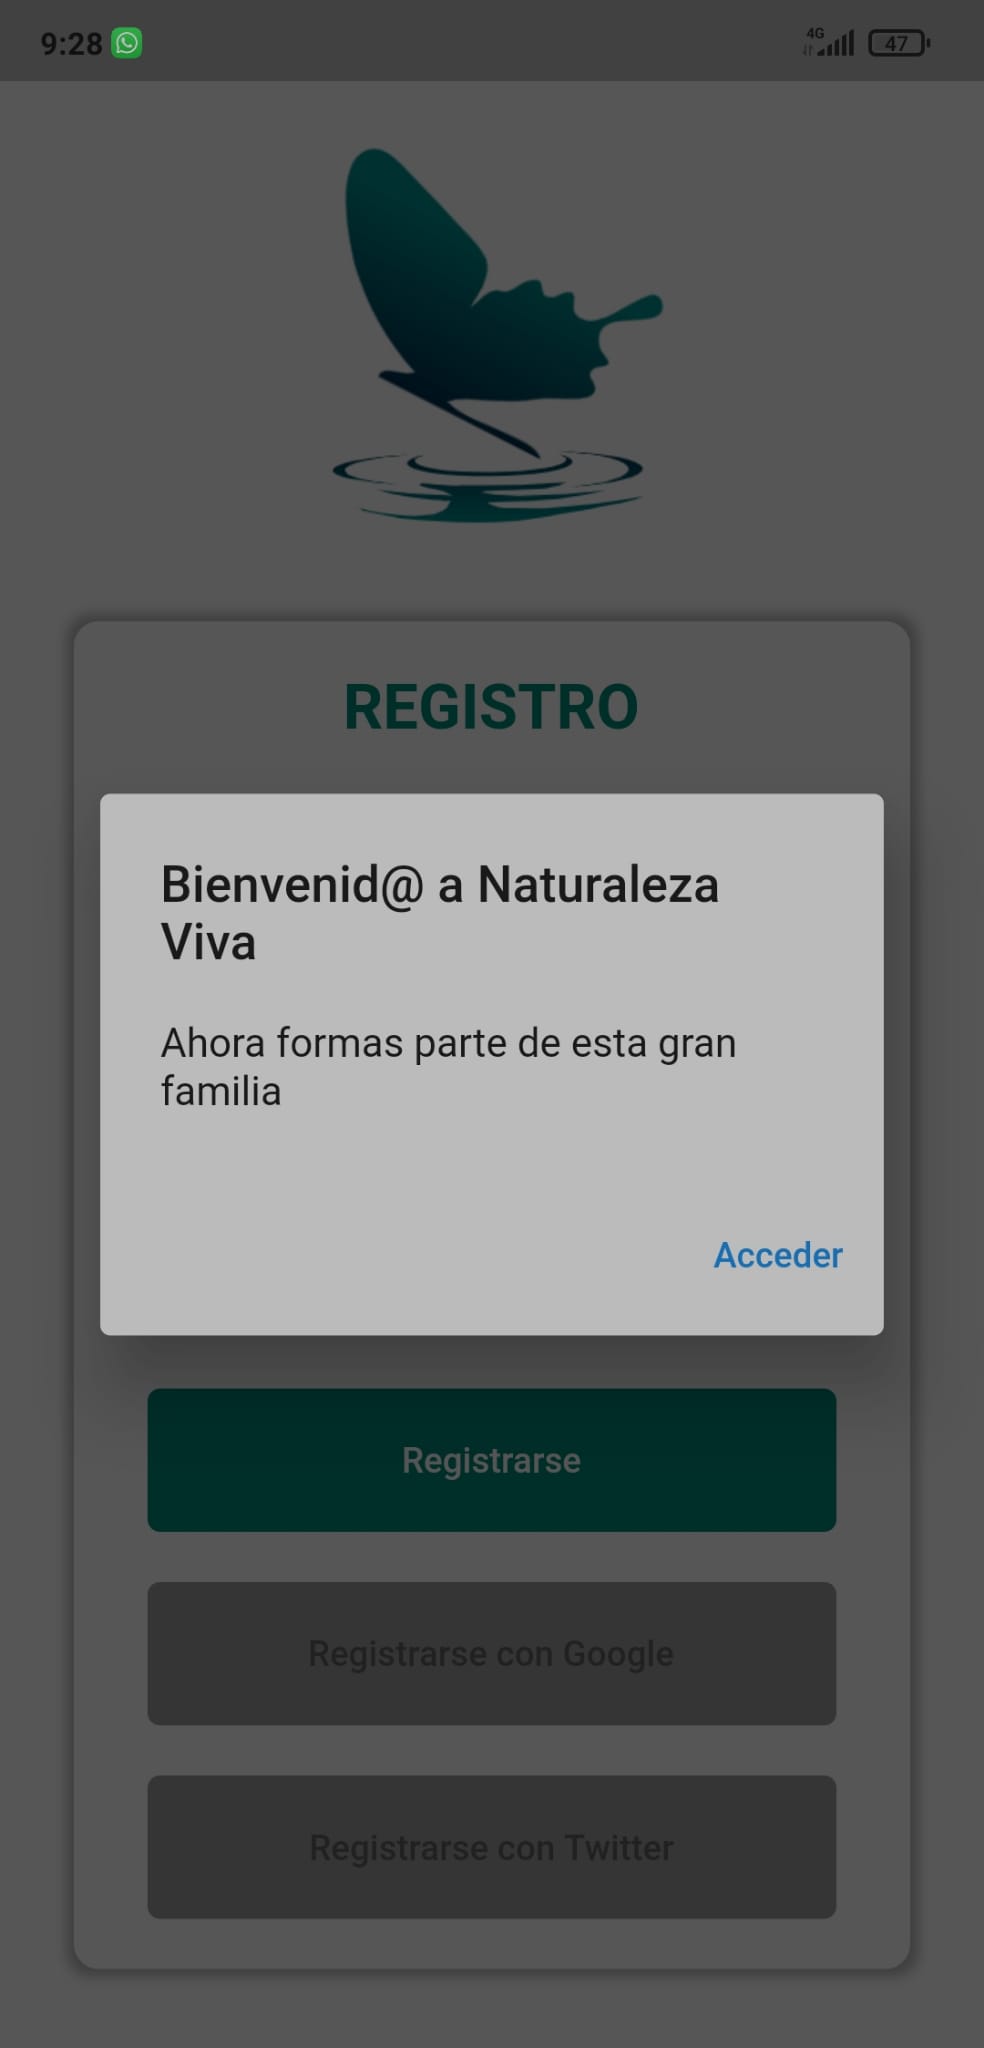 9:28
4G
47
REGISTRO
Bienvenid@ a Naturaleza
Viva
Ahora formas parte de esta gran
familia
Acceder
Registrarse
Registrarse con Google
Registrarse con Twitter